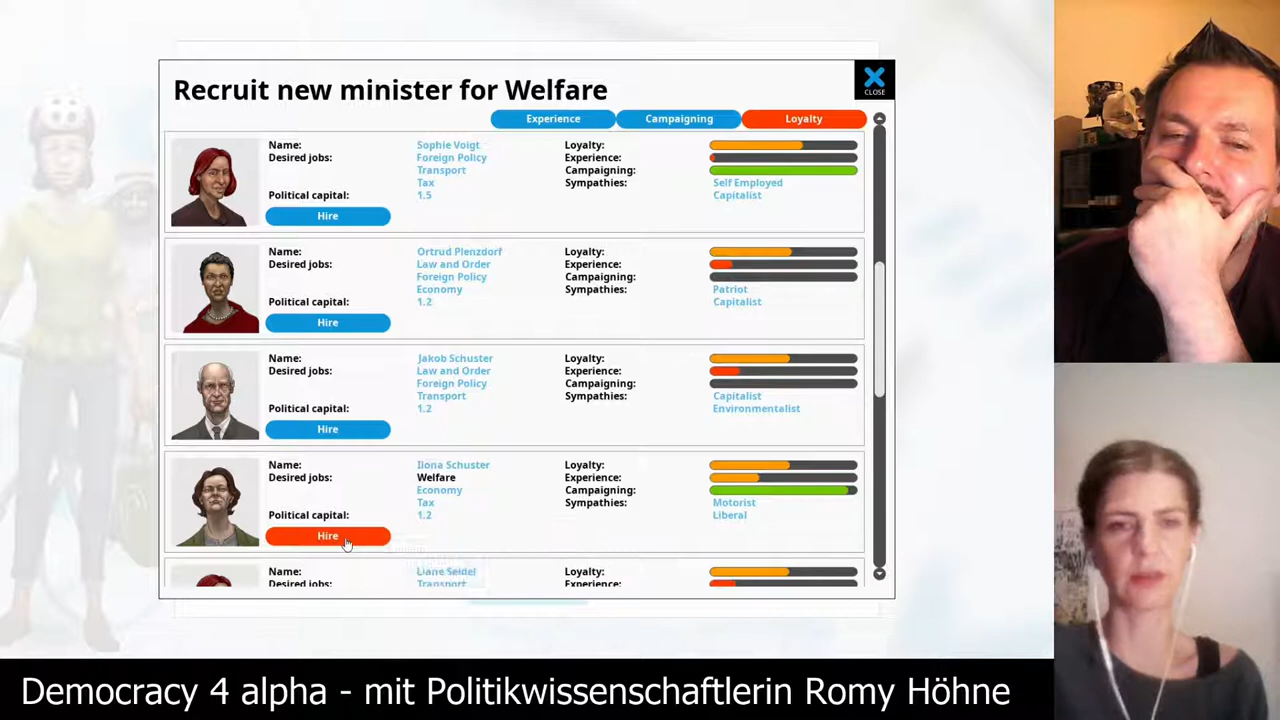 Recruit new minister for Welfare
CLOSE
Experience Campaigning Loyalty
Name: Sophie Voigt Loyalty:
Desired jobs: Foreign Policy Experience:
Transport Campaigning:
Tax Sympathies: Self Employed
Political capital: 1.5 Capitalist
Hire
Name: Ortrud Plenzdorf Loyalty:
Desired jobs: Law and Order Experience:
Foreign Policy Campaigning:
Economy Sympathies: Patriot
Political capital: 1.2 Capitalist
Hire
Name: Jakob Schuster Loyalty:
Desired jobs: Law and Order Experience:
Foreign Policy Campaigning:
Transport Sympathies: Capitalist
Political capital: 1.2 Environmentalist
Hire
Name: Ilona Schuster Loyalty:
Desired jobs: Welfare Experience:
Economy Campaigning:
Tax Sympathies: Motorist
Political capital: 1.2 Liberal
Hire
Name: Liane Seidel Loyalty:
Desired jobs: Transport Experience:
Democracy 4 alpha - mit Politikwissenschaftlerin Romy Höhne